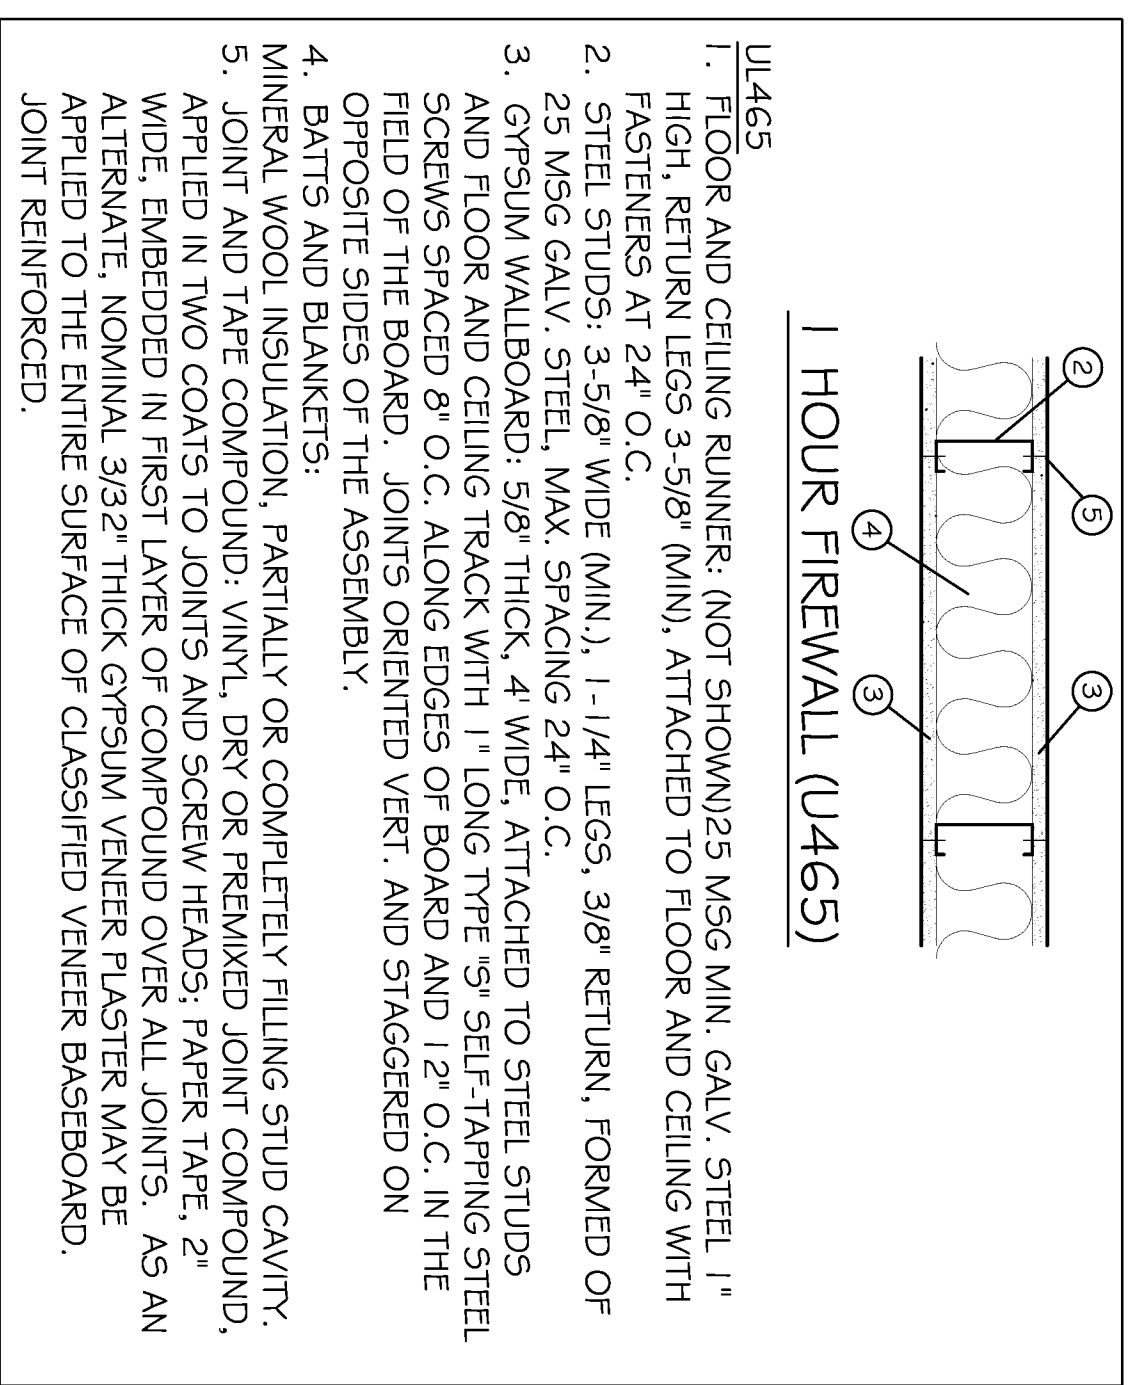 2
5
3
4
3
1 HOUR FIREWALL (U465)
UL465
1. FLOOR AND CEILING RUNNER: (NOT SHOWN)25 MSG MIN. GALV. STEEL 1"
HIGH, RETURN LEGS 3-5/8" (MIN), ATTACHED TO FLOOR AND CEILING WITH
FASTENERS AT 24" O.C.
2. STEEL STUDS: 3-5/8" WIDE (MIN.), 1-1/4" LEGS, 3/8" RETURN, FORMED OF
25 MSG GALV. STEEL, MAX. SPACING 24" O.C.
3. GYPSUM WALLBOARD: 5/8" THICK, 4' WIDE, ATTACHED TO STEEL STUDS
AND FLOOR AND CEILING TRACK WITH 1" LONG TYPE "S" SELF-TAPPING STEEL
SCREWS SPACED 8" O.C. ALONG EDGES OF BOARD AND 12" O.C. IN THE
FIELD OF THE BOARD. JOINTS ORIENTED VERT. AND STAGGERED ON
OPPOSITE SIDES OF THE ASSEMBLY.
4. BATTS AND BLANKETS:
MINERAL WOOL INSULATION, PARTIALLY OR COMPLETELY FILLING STUD CAVITY.
5. JOINT AND TAPE COMPOUND: VINYL, DRY OR PREMIXED JOINT COMPOUND,
APPLIED IN TWO COATS TO JOINTS AND SCREW HEADS; PAPER TAPE, 2"
WIDE, EMBEDDED IN FIRST LAYER OF COMPOUND OVER ALL JOINTS. AS AN
ALTERNATE, NOMINAL 3/32" THICK GYPSUM VENEER PLASTER MAY BE
APPLIED TO THE ENTIRE SURFACE OF CLASSIFIED VENEER BASEBOARD.
JOINT REINFORCED.